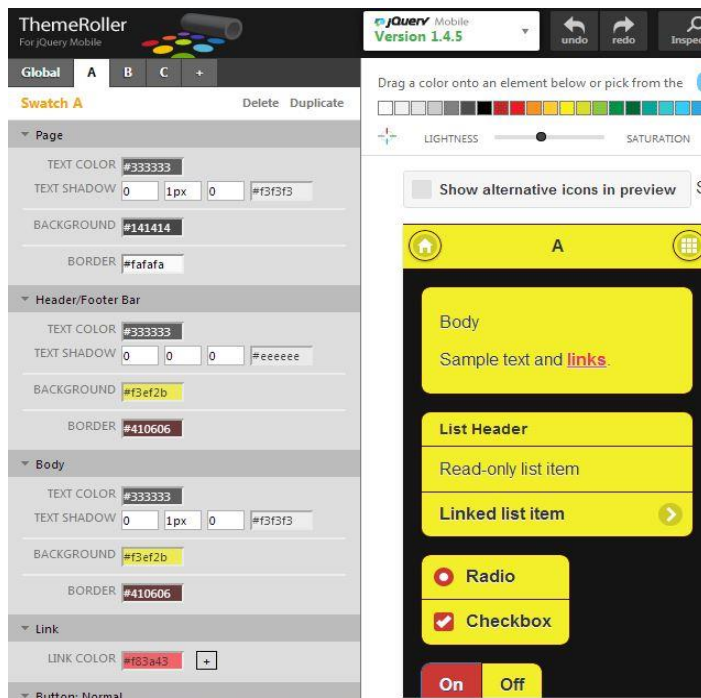 ThemeRoller
For jQuery Mobile
jQuery Mobile
Version 1.4.5
undo
redo
Inspec
Global A B C +
Swatch A Delete Duplicate
Page
TEXT COLOR #333333
TEXT SHADOW 0 1px 0 #f3f3f3
BACKGROUND #141414
BORDER #fafafa
Header/Footer Bar
TEXT COLOR #333333
TEXT SHADOW 0 0 0 #eeeeee
BACKGROUND #f3ef2b
BORDER #410606
Body
TEXT COLOR #333333
TEXT SHADOW 0 1px 0 #f3f3f3
BACKGROUND #f3ef2b
BORDER #410606
Link
LINK COLOR #f83a43 +
Button: Normal
Drag a color onto an element below or pick from the
LIGHTNESS SATURATION
Show alternative icons in preview S
A
Body
Sample text and links.
List Header
Read-only list item
Linked list item
Radio
Checkbox
On Off